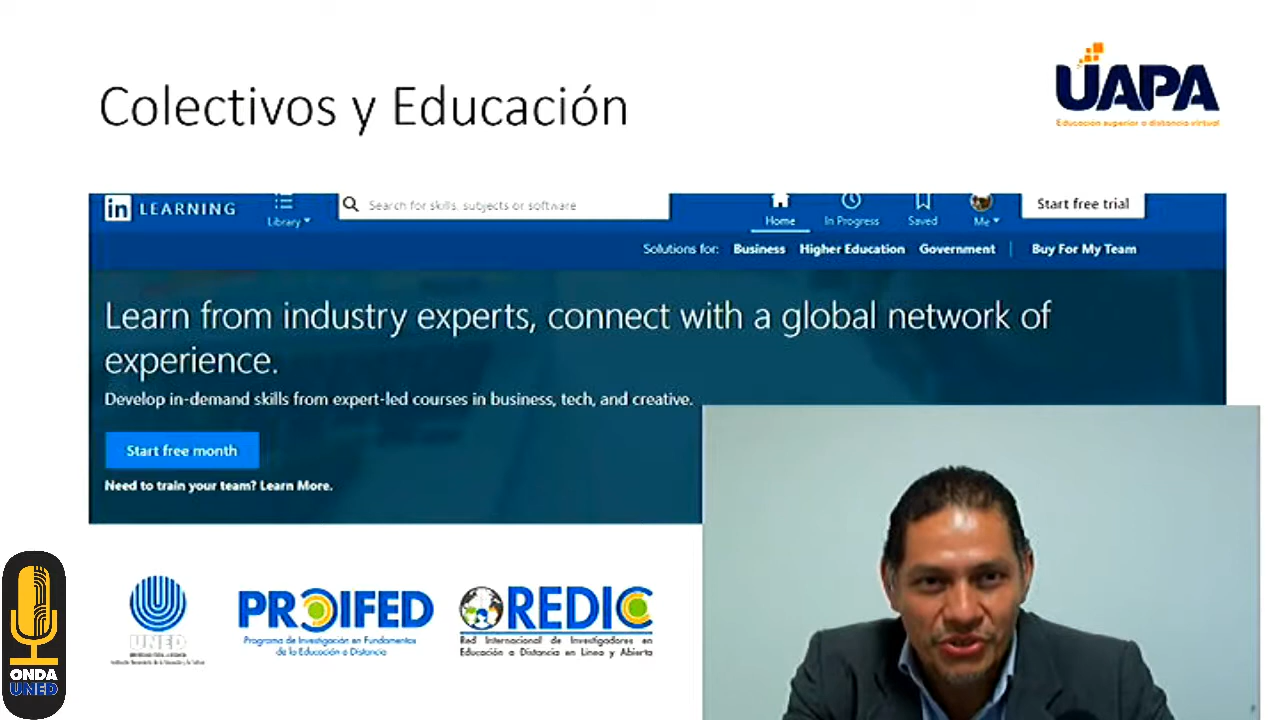 Colectivos y Educación
UAPA
Educación superior a distancia virtual
in LEARNING
Library
Search for skills, subjects or software
Home
In Progress
Saved
Me
Start free trial
Solutions for: Business Higher Education Government | Buy For My Team
Learn from industry experts, connect with a global network of
experience.
Develop in-demand skills from expert-led courses in business, tech, and creative.
Start free month
Need to train your team? Learn More.
ONDA
UNED
UNED
PROIFED
Programa de Investigación en Fundamentos
de la Educación a Distancia
REDIC
Red Internacional de Investigadores en
Educación a Distancia en Línea y Abierta